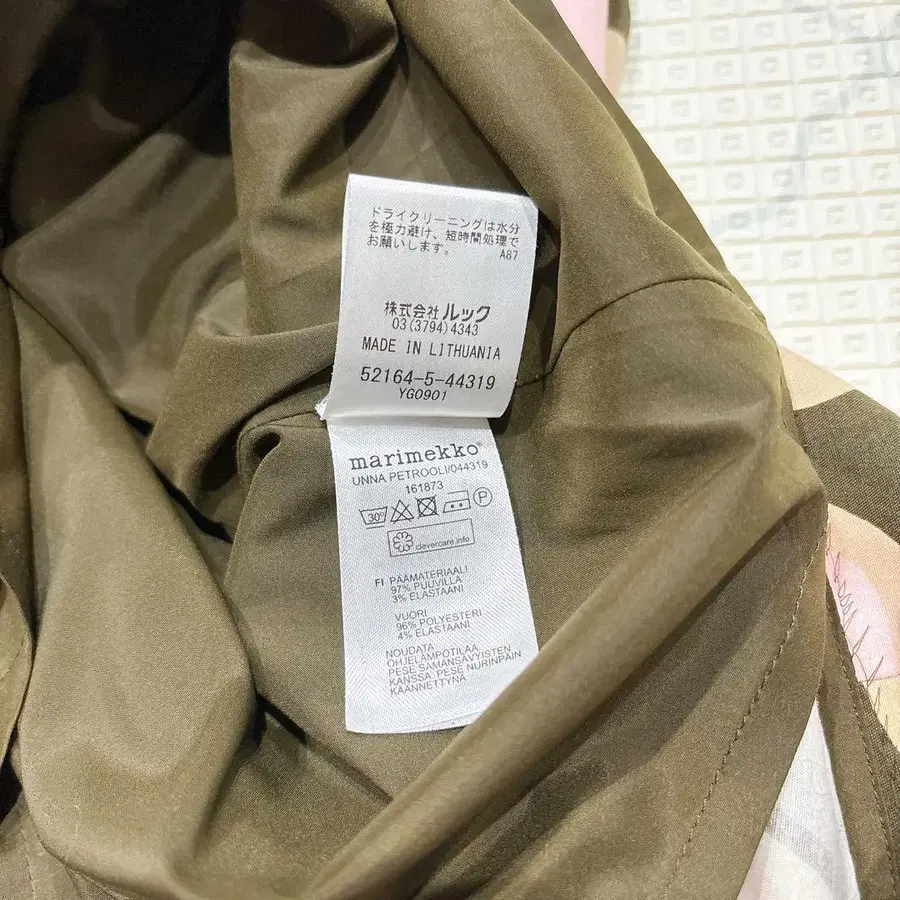 ドライクリーニングは水分
を極力避け、短時間処理で
お願いします。
A87
株式会社 ルック
03(3794)4343
MADE IN LITHUANIA
52164-5-44319
YG0901
marimekko®
UNNA PETROOLI/044319
161873
30° P
clevercare.info
FI PÄÄMATERIAALI
97% PUUVILLA
3% ELASTAANI
VUORI
96% POLYESTERI
4% ELASTAANI
NOUDATA
OHJELAMPOTILAA
PESE SAMANSÄVYISTEN
KANSSA. PESE NURINPÄIN
KÄÄNNETTYNÄ